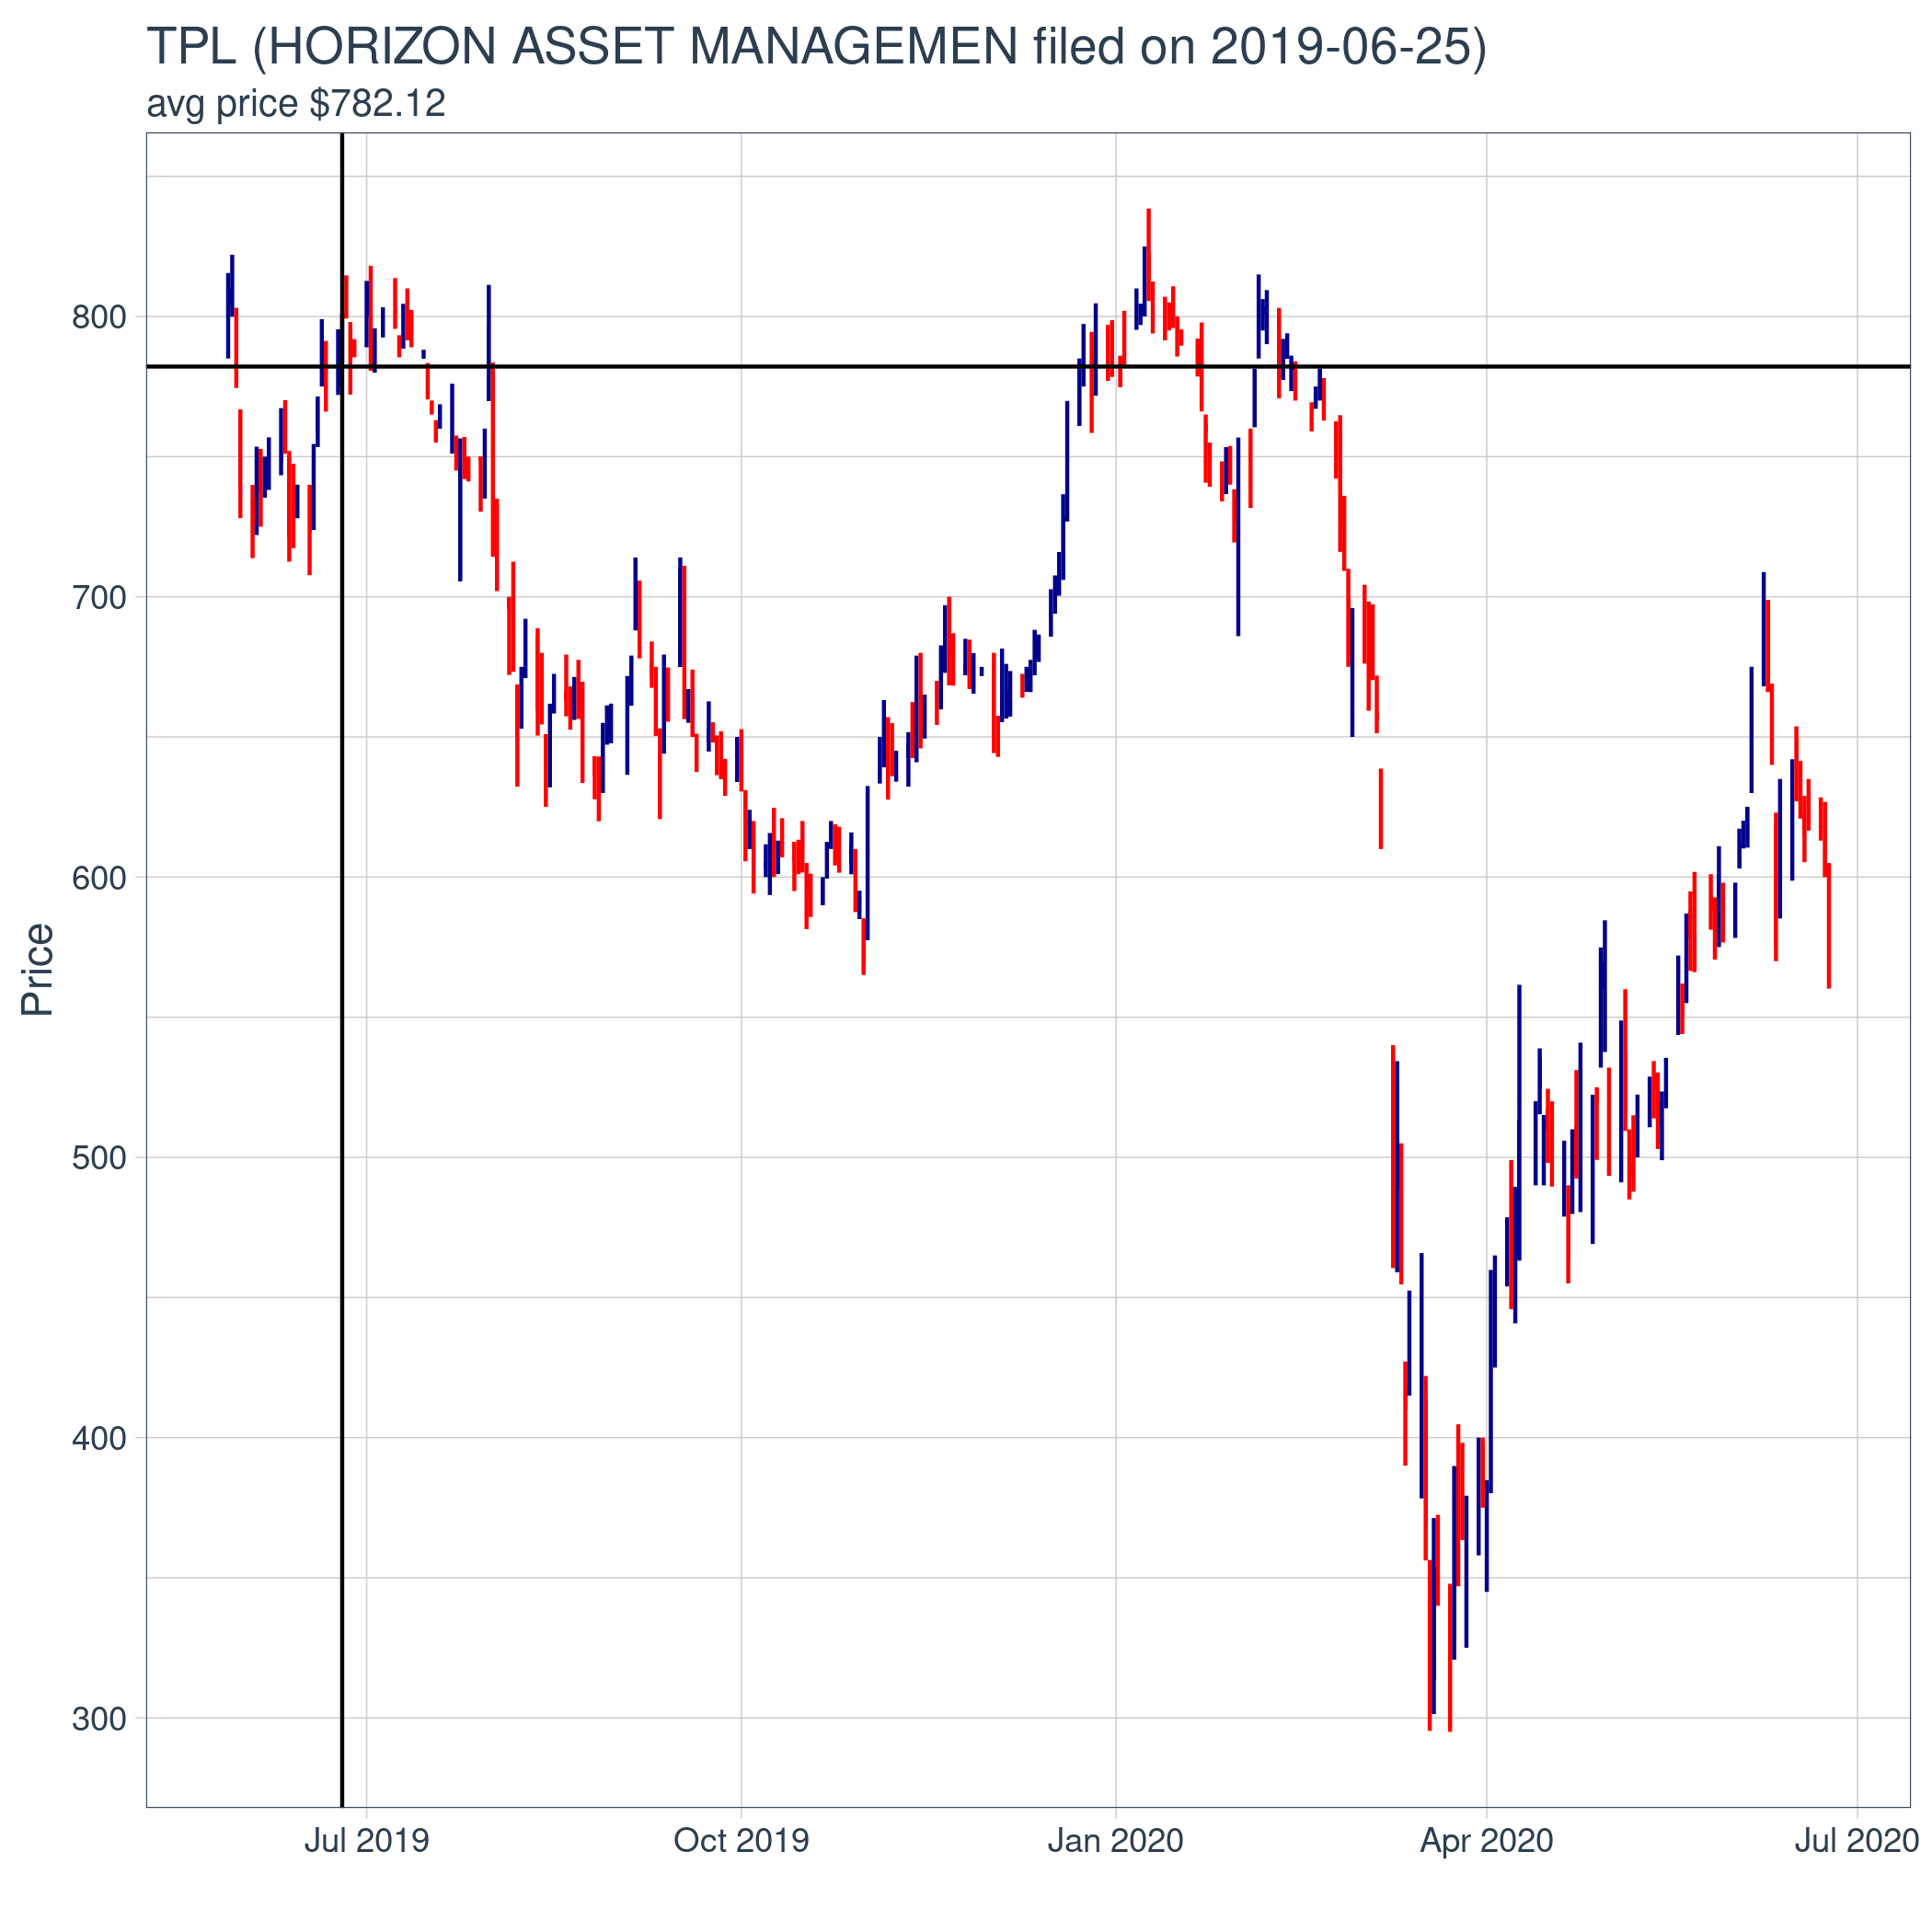 TPL (HORIZON ASSET MANAGEMEN filed on 2019-06-25)
avg price $782.12
800
700
600
500
400
300
Price
Jul 2019
Oct 2019
Jan 2020
Apr 2020
Jul 2020